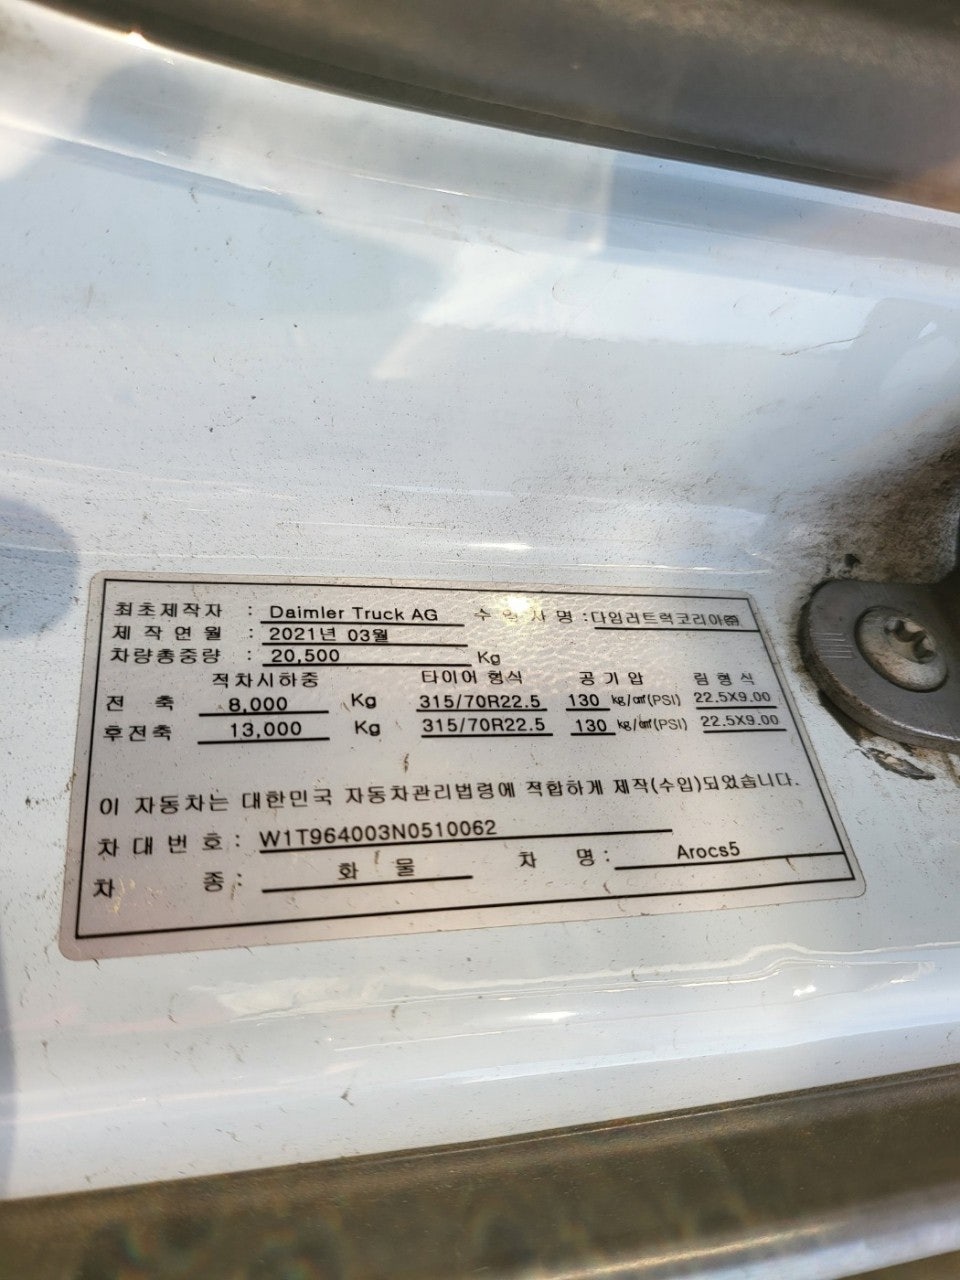 최초제작자 : Daimler Truck AG 수 입 사 명 : 다임러트럭코리아㈜
제 작 연 월 : 2021년 03월
차량총중량 : 20,500 Kg
적차시하중 타이어 형식 공 기 압 림 형 식
전 축 8,000 Kg 315/70R22.5 130 kg/㎠(PSI) 22.5X9.00
후전축 13,000 Kg 315/70R22.5 130 kg/㎠(PSI) 22.5X9.00
이 자동차는 대한민국 자동차관리법령에 적합하게 제작(수입)되었습니다.
차 대 번 호 : W1T964003N0510062
차 종 : 화 물 차 명 : Arocs5